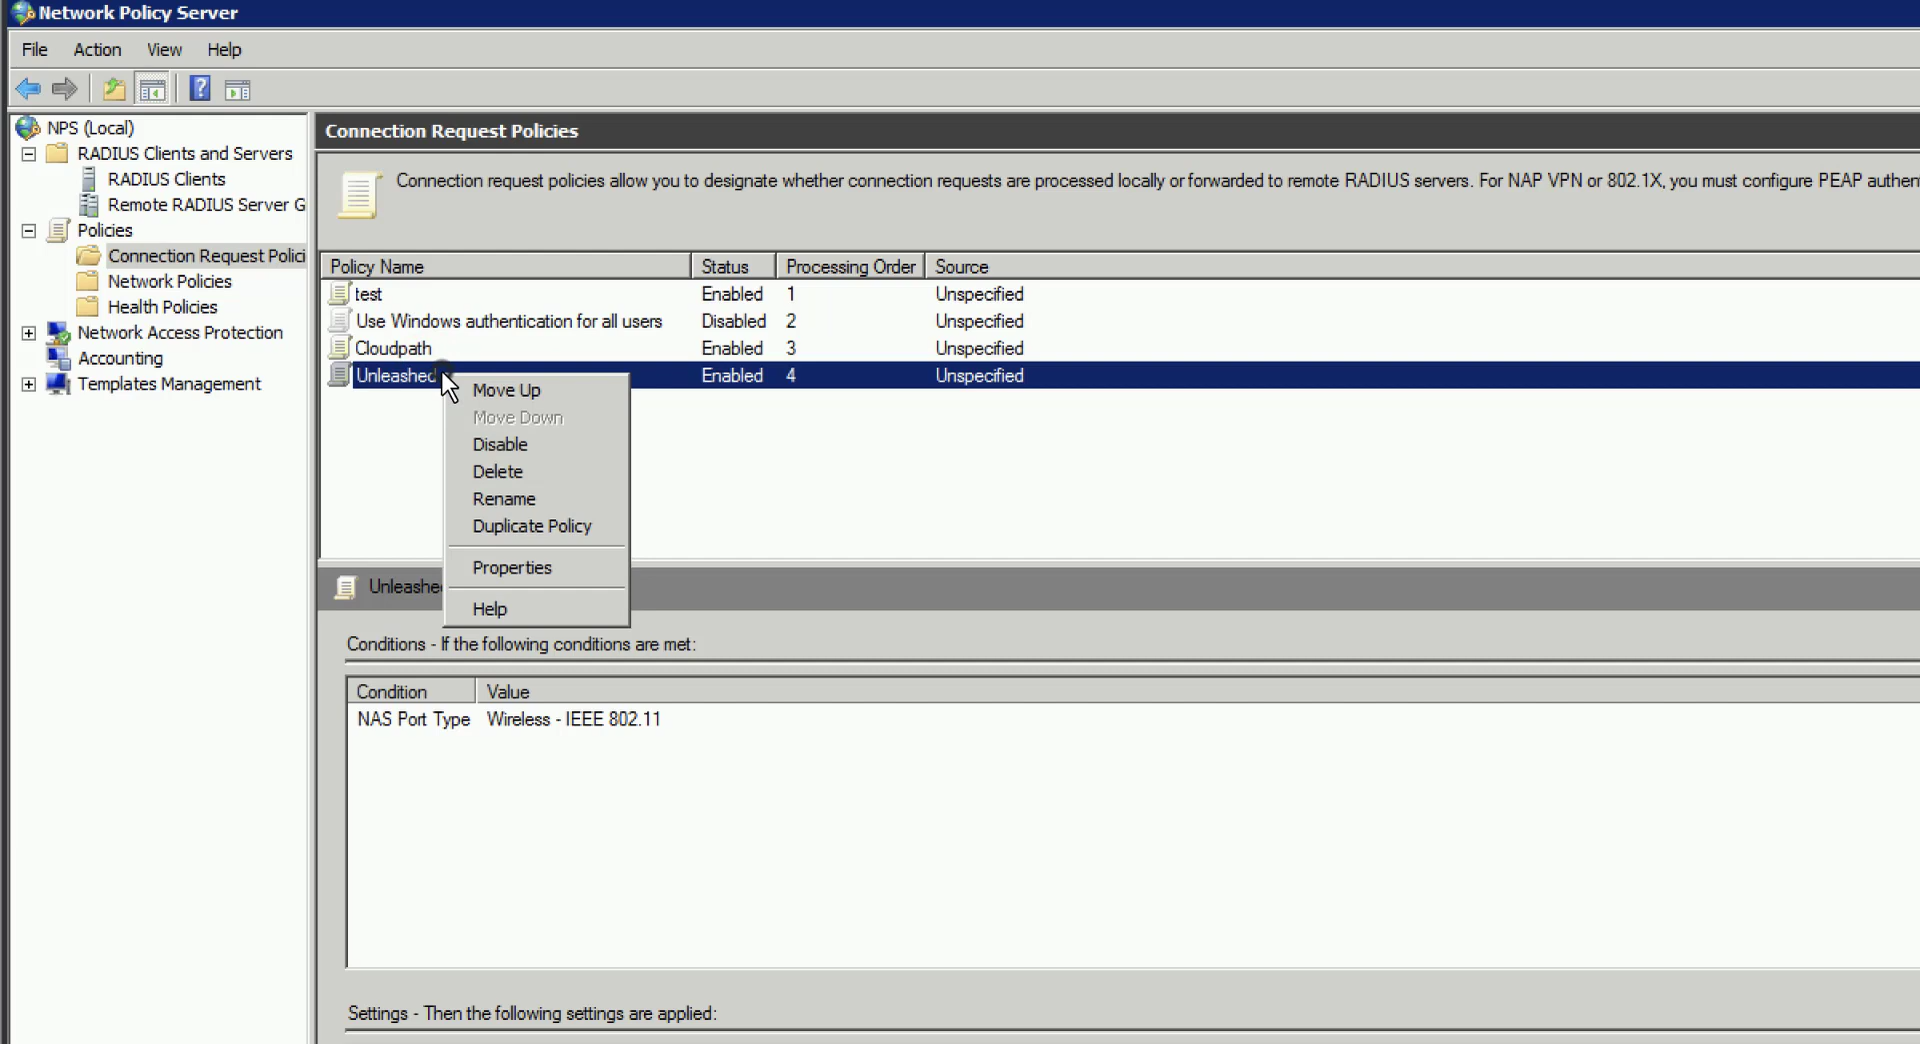 Network Policy Server
File Action View Help
NPS (Local)
RADIUS Clients and Servers
RADIUS Clients
Remote RADIUS Server G
Policies
Connection Request Polici
Network Policies
Health Policies
Network Access Protection
Accounting
Templates Management
Connection Request Policies
Connection request policies allow you to designate whether connection requests are processed locally or forwarded to remote RADIUS servers. For NAP VPN or 802.1X, you must configure PEAP authen
Policy Name Status Processing Order Source
test Enabled 1 Unspecified
Use Windows authentication for all users Disabled 2 Unspecified
Cloudpath Enabled 3 Unspecified
Unleashed Enabled 4 Unspecified
Move Up
Move Down
Disable
Delete
Rename
Duplicate Policy
Properties
Help
Unleashe
Conditions - If the following conditions are met:
Condition Value
NAS Port Type Wireless - IEEE 802.11
Settings - Then the following settings are applied: